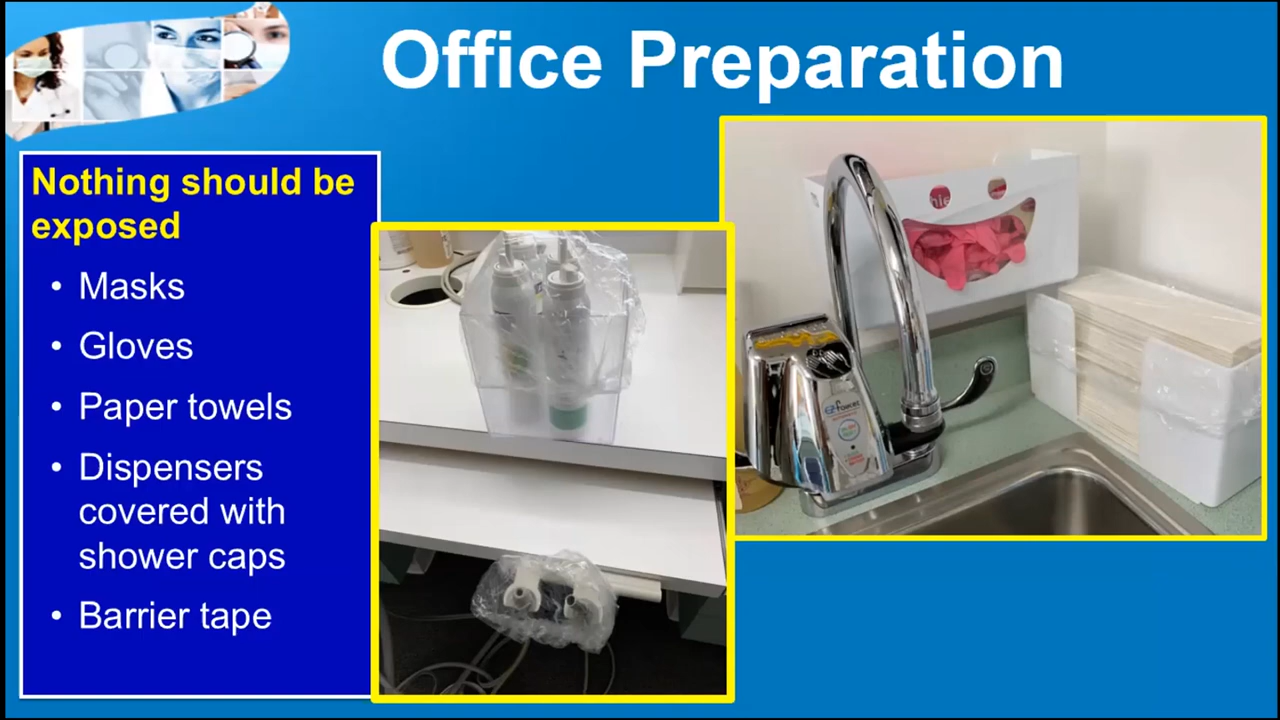 Office Preparation
Nothing should be
exposed
• Masks
• Gloves
• Paper towels
• Dispensers
covered with
shower caps
• Barrier tape